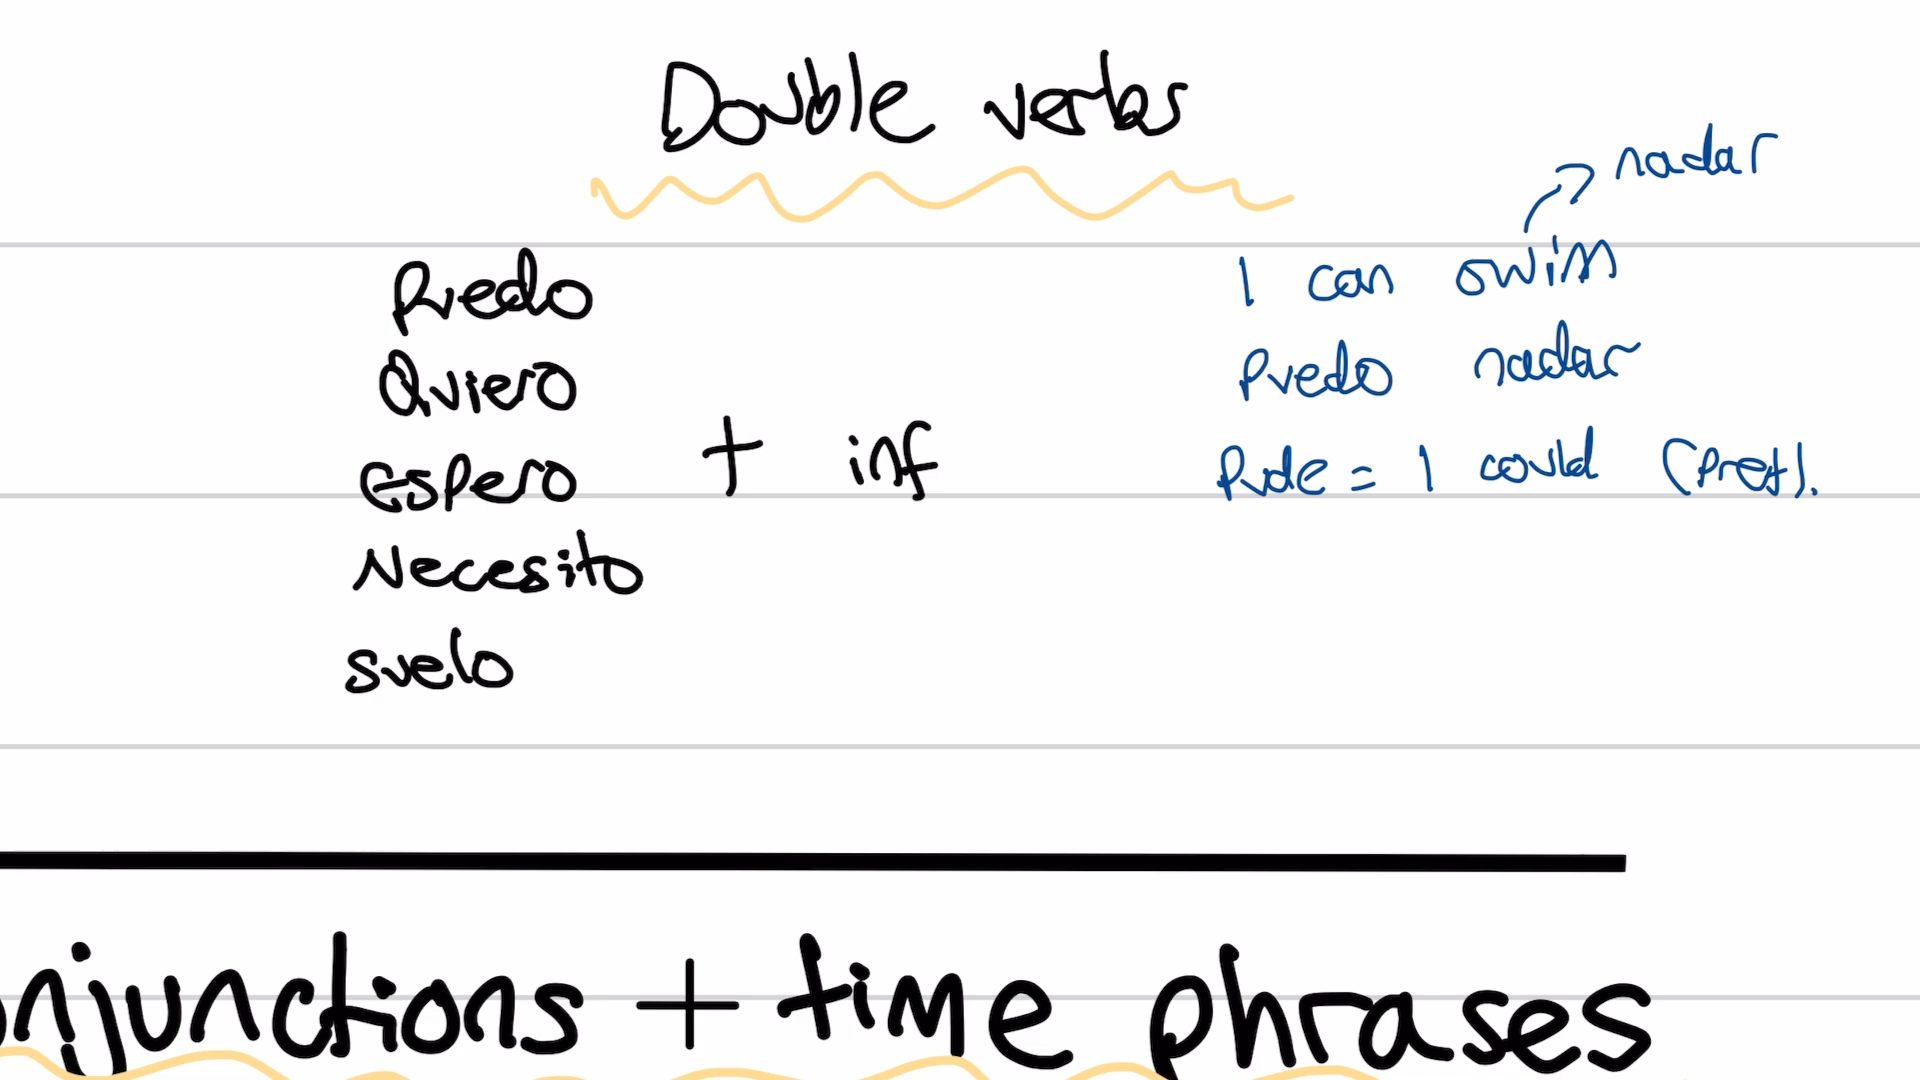 Double verbs
nadar
Puedo
I can swim
Quiero
Puedo nadar
+ inf
Espero
Pude = I could (pret).
Necesito
suelo
onjunctions + time phrases